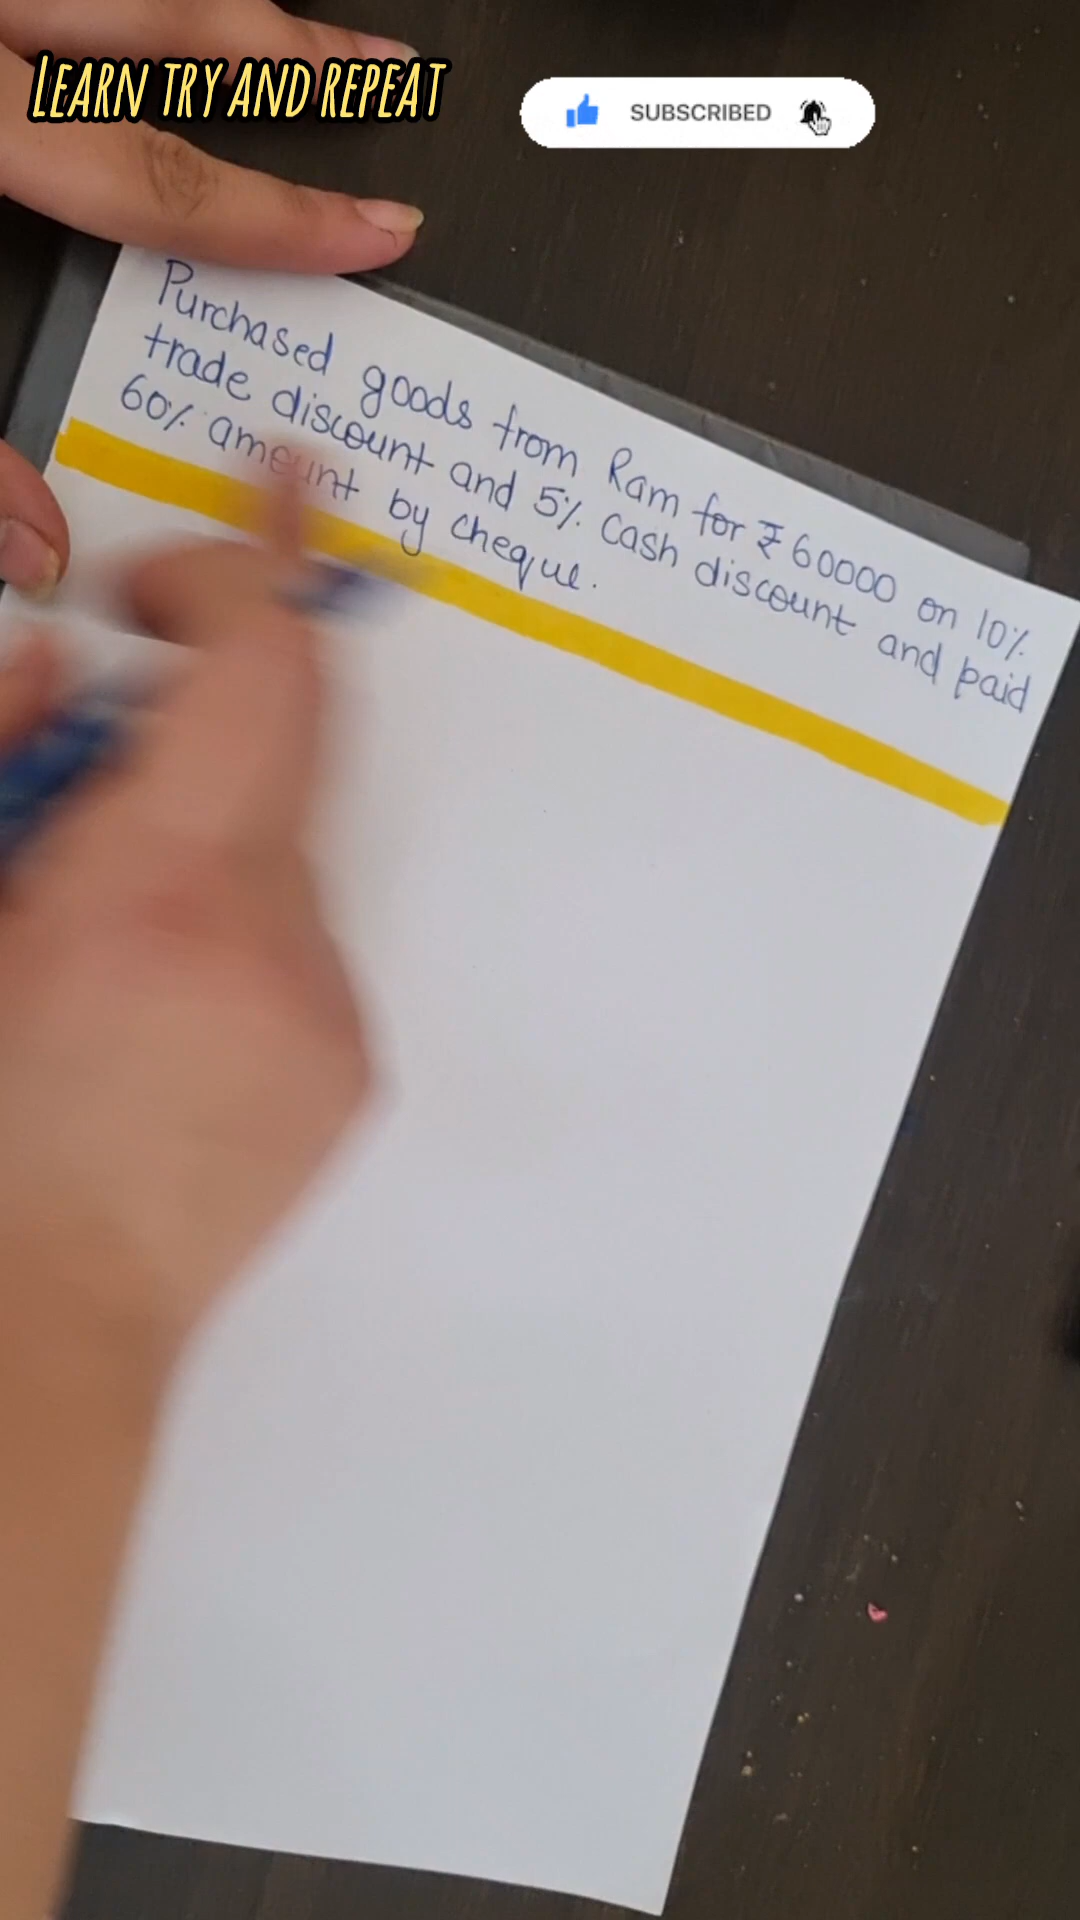 LEARN TRY AND REPEAT
SUBSCRIBED
Purchased goods from Ram for ₹ 60000 on 10%
trade discount and 5% Cash discount and paid
60% amount by cheque.